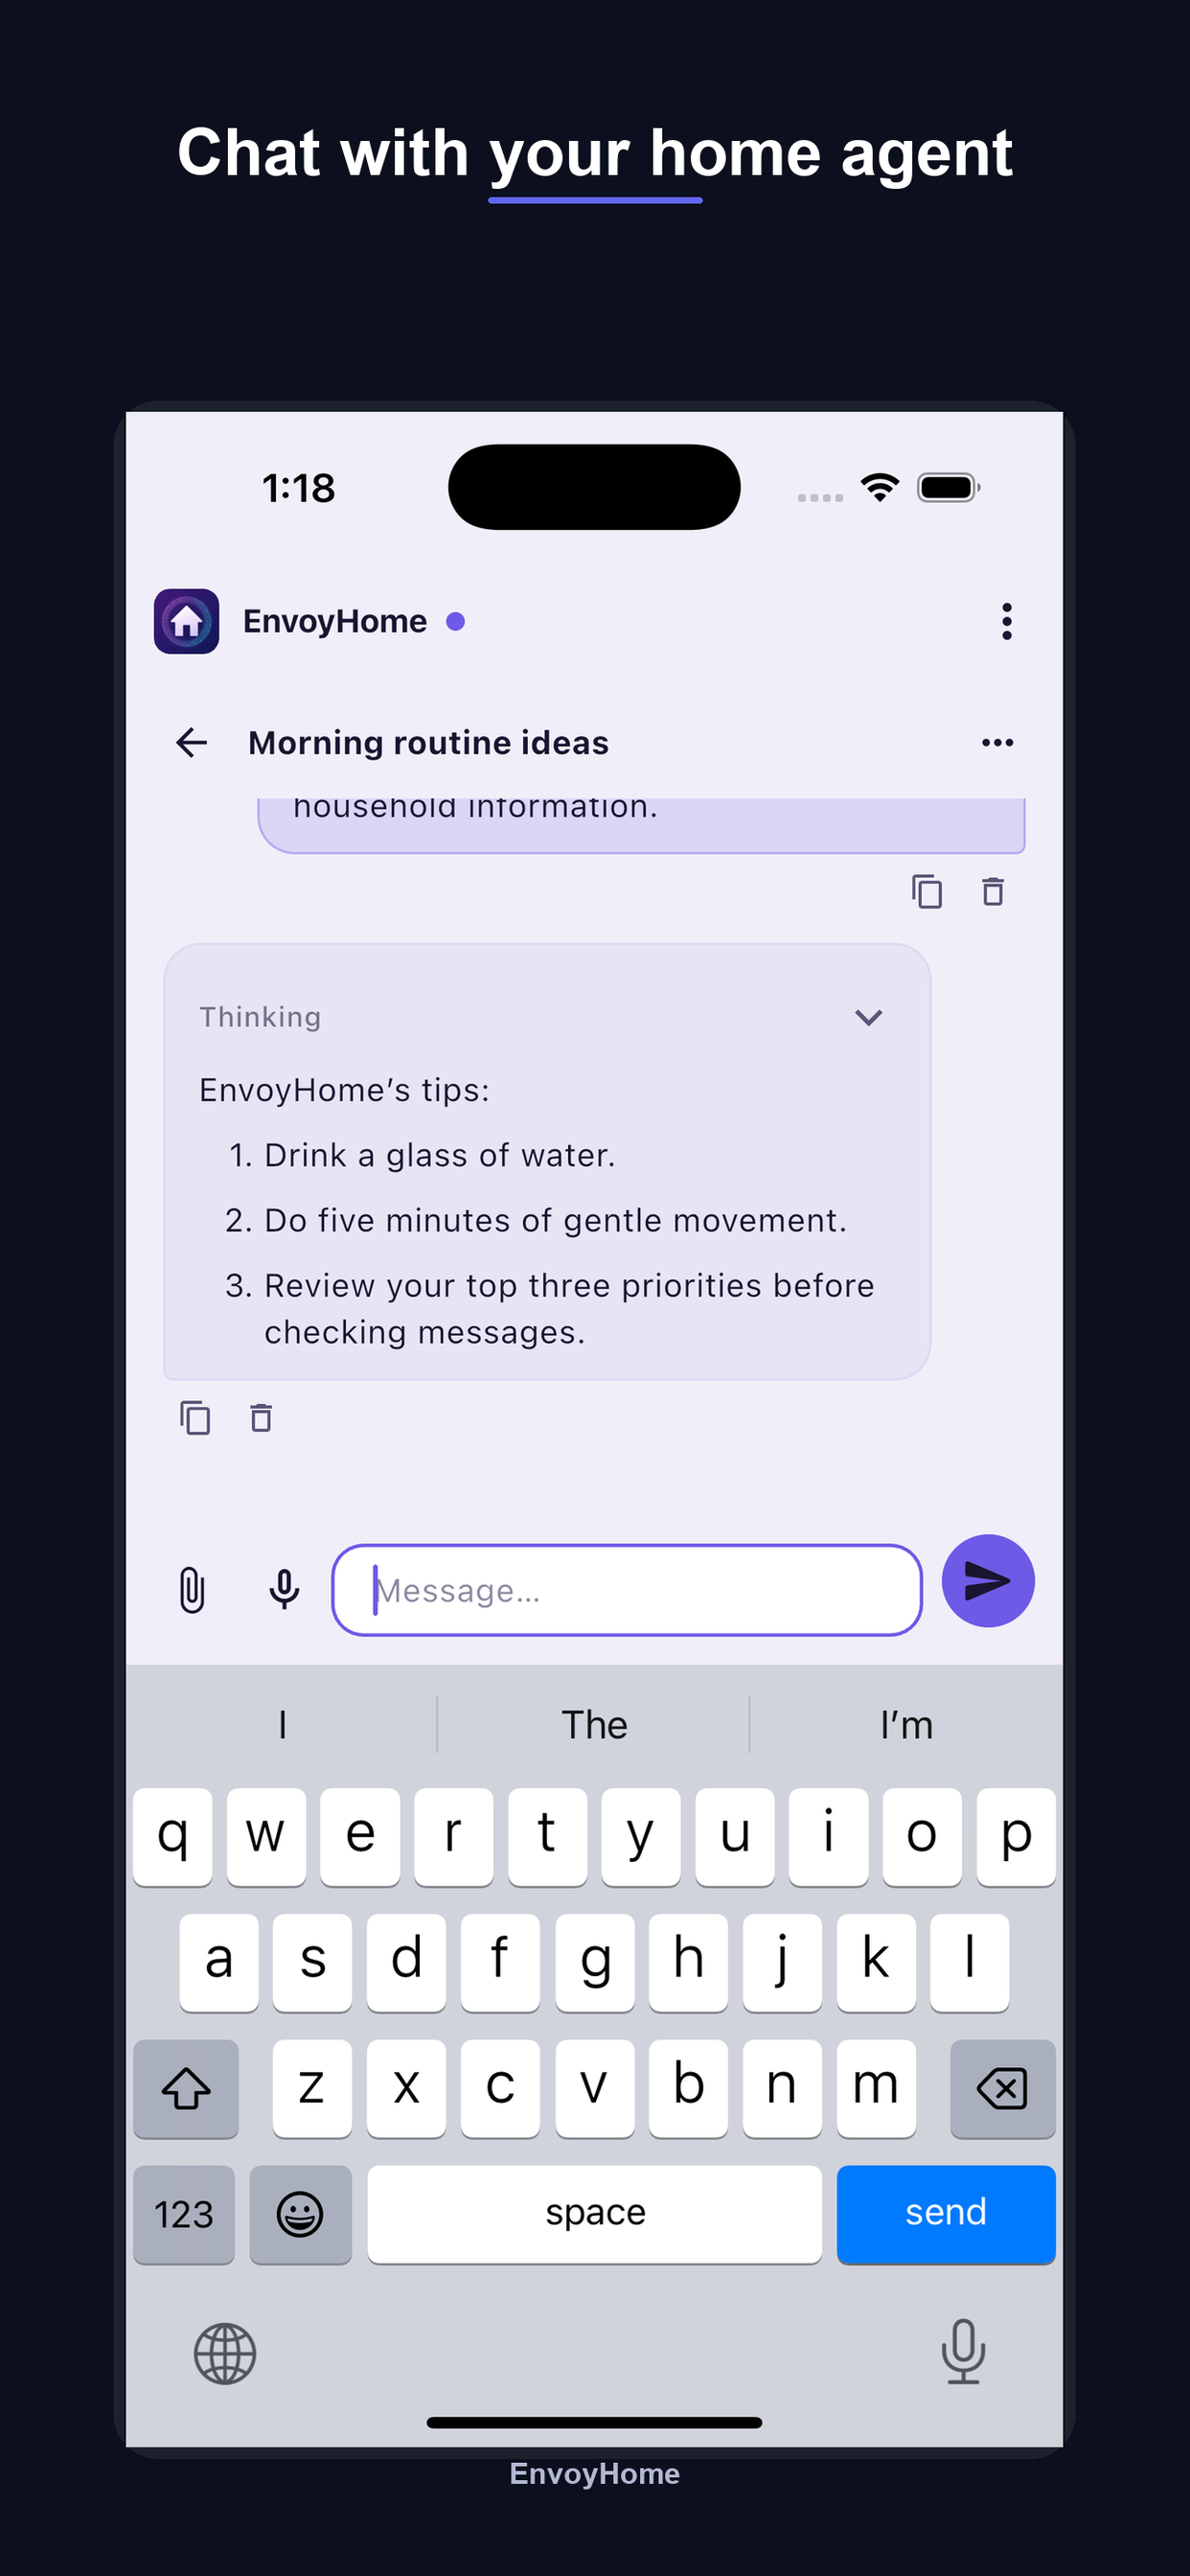 Chat with your home agent
1:18
EnvoyHome
Morning routine ideas
household information.
Thinking
EnvoyHome’s tips:
1. Drink a glass of water.
2. Do five minutes of gentle movement.
3. Review your top three priorities before
checking messages.
Message...
I The I’m
q w e r t y u i o p
a s d f g h j k l
z x c v b n m
123 space send
EnvoyHome